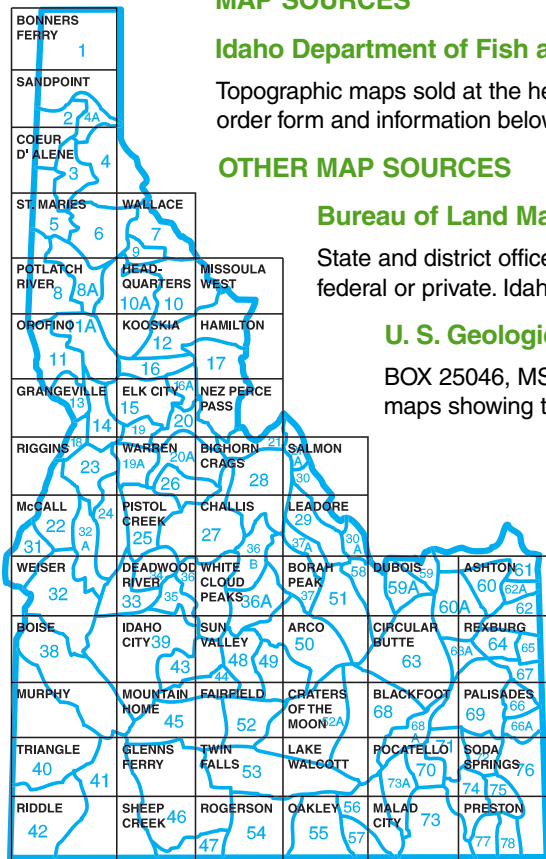 MAP SOURCES
Idaho Department of Fish a
Topographic maps sold at the he
order form and information below
OTHER MAP SOURCES
Bureau of Land Ma
State and district office
federal or private. Idah
U. S. Geologic
BOX 25046, MS
maps showing t
BONNERS
FERRY
1
SANDPOINT
2 4A
COEUR
D' ALENE
3 4
ST. MARIES WALLACE
5 6 7
9
POTLATCH HEAD- MISSOULA
RIVER QUARTERS WEST
8 8A 10A 10
OROFINO 1A KOOSKIA HAMILTON
11 12 17
16
GRANGEVILLE ELK CITY 16A NEZ PERCE
13 15 PASS
14 19 20
RIGGINS 18 WARREN 20A BIGHORN 21 SALMON
23 19A CRAGS A
26 28 30
McCALL 24 PISTOL CHALLIS LEADORE
22 CREEK 27 29
31 32 25 36 37A 30
A A
WEISER DEADWOOD 36 WHITE B BORAH 58 DUBOIS 59 ASHTON 61
32 RIVER CLOUD PEAK 59A 60 62A
33 35 PEAKS 36A 37 51 60A 62
BOISE IDAHO SUN ARCO CIRCULAR REXBURG
38 CITY 39 VALLEY 50 BUTTE 64 65
43 48 49 63 63A
44 67
MURPHY MOUNTAIN FAIRFIELD CRATERS BLACKFOOT PALISADES
HOME OF THE 68 69 66
45 52 MOON 52A 68 66A
A
TRIANGLE GLENNS TWIN LAKE POCATELLO 71 SODA
40 FERRY FALLS WALCOTT 70 SPRINGS 76
41 53 73A 74 75
RIDDLE SHEEP 46 ROGERSON OAKLEY 56 MALAD 73 PRESTON
42 CREEK 54 55 CITY 77 78
47 57